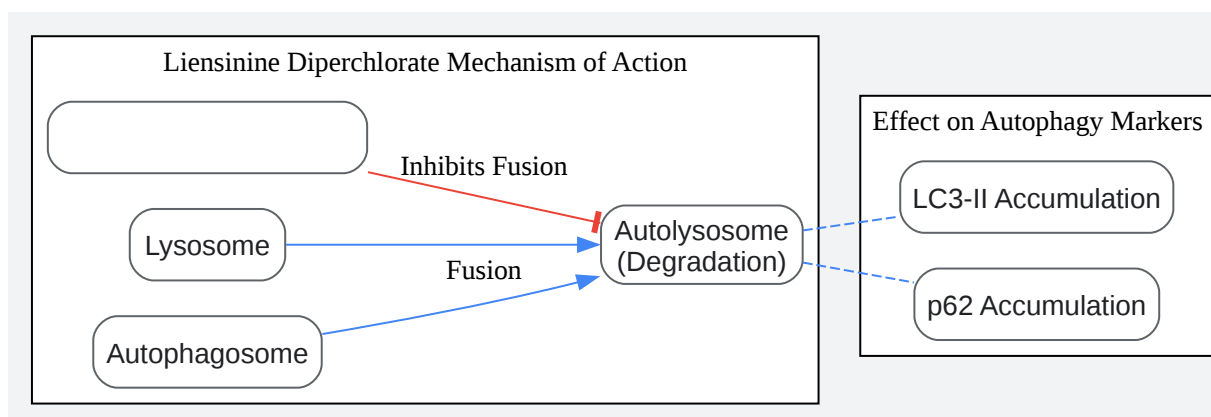 Liensinine Diperchlorate Mechanism of Action
Inhibits Fusion
Lysosome
Fusion
Autophagosome
Autolysosome
(Degradation)
Effect on Autophagy Markers
LC3-II Accumulation
p62 Accumulation